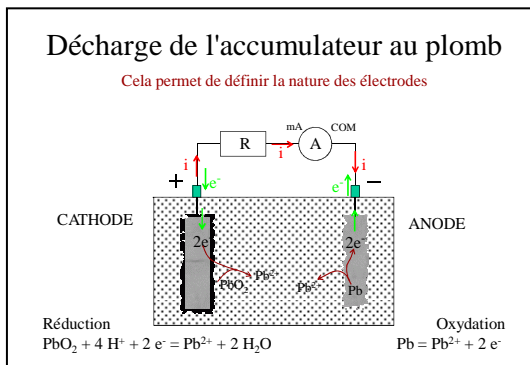 Décharge de l'accumulateur au plomb
Cela permet de définir la nature des électrodes
R
mA
A
COM
i
i
i
+
e-
e-
–
CATHODE
ANODE
i
2e-
2e-
PbO₂
Pb²⁺
Pb²⁺
Pb
Réduction
Oxydation
PbO₂ + 4 H⁺ + 2 e⁻ = Pb²⁺ + 2 H₂O
Pb = Pb²⁺ + 2 e⁻